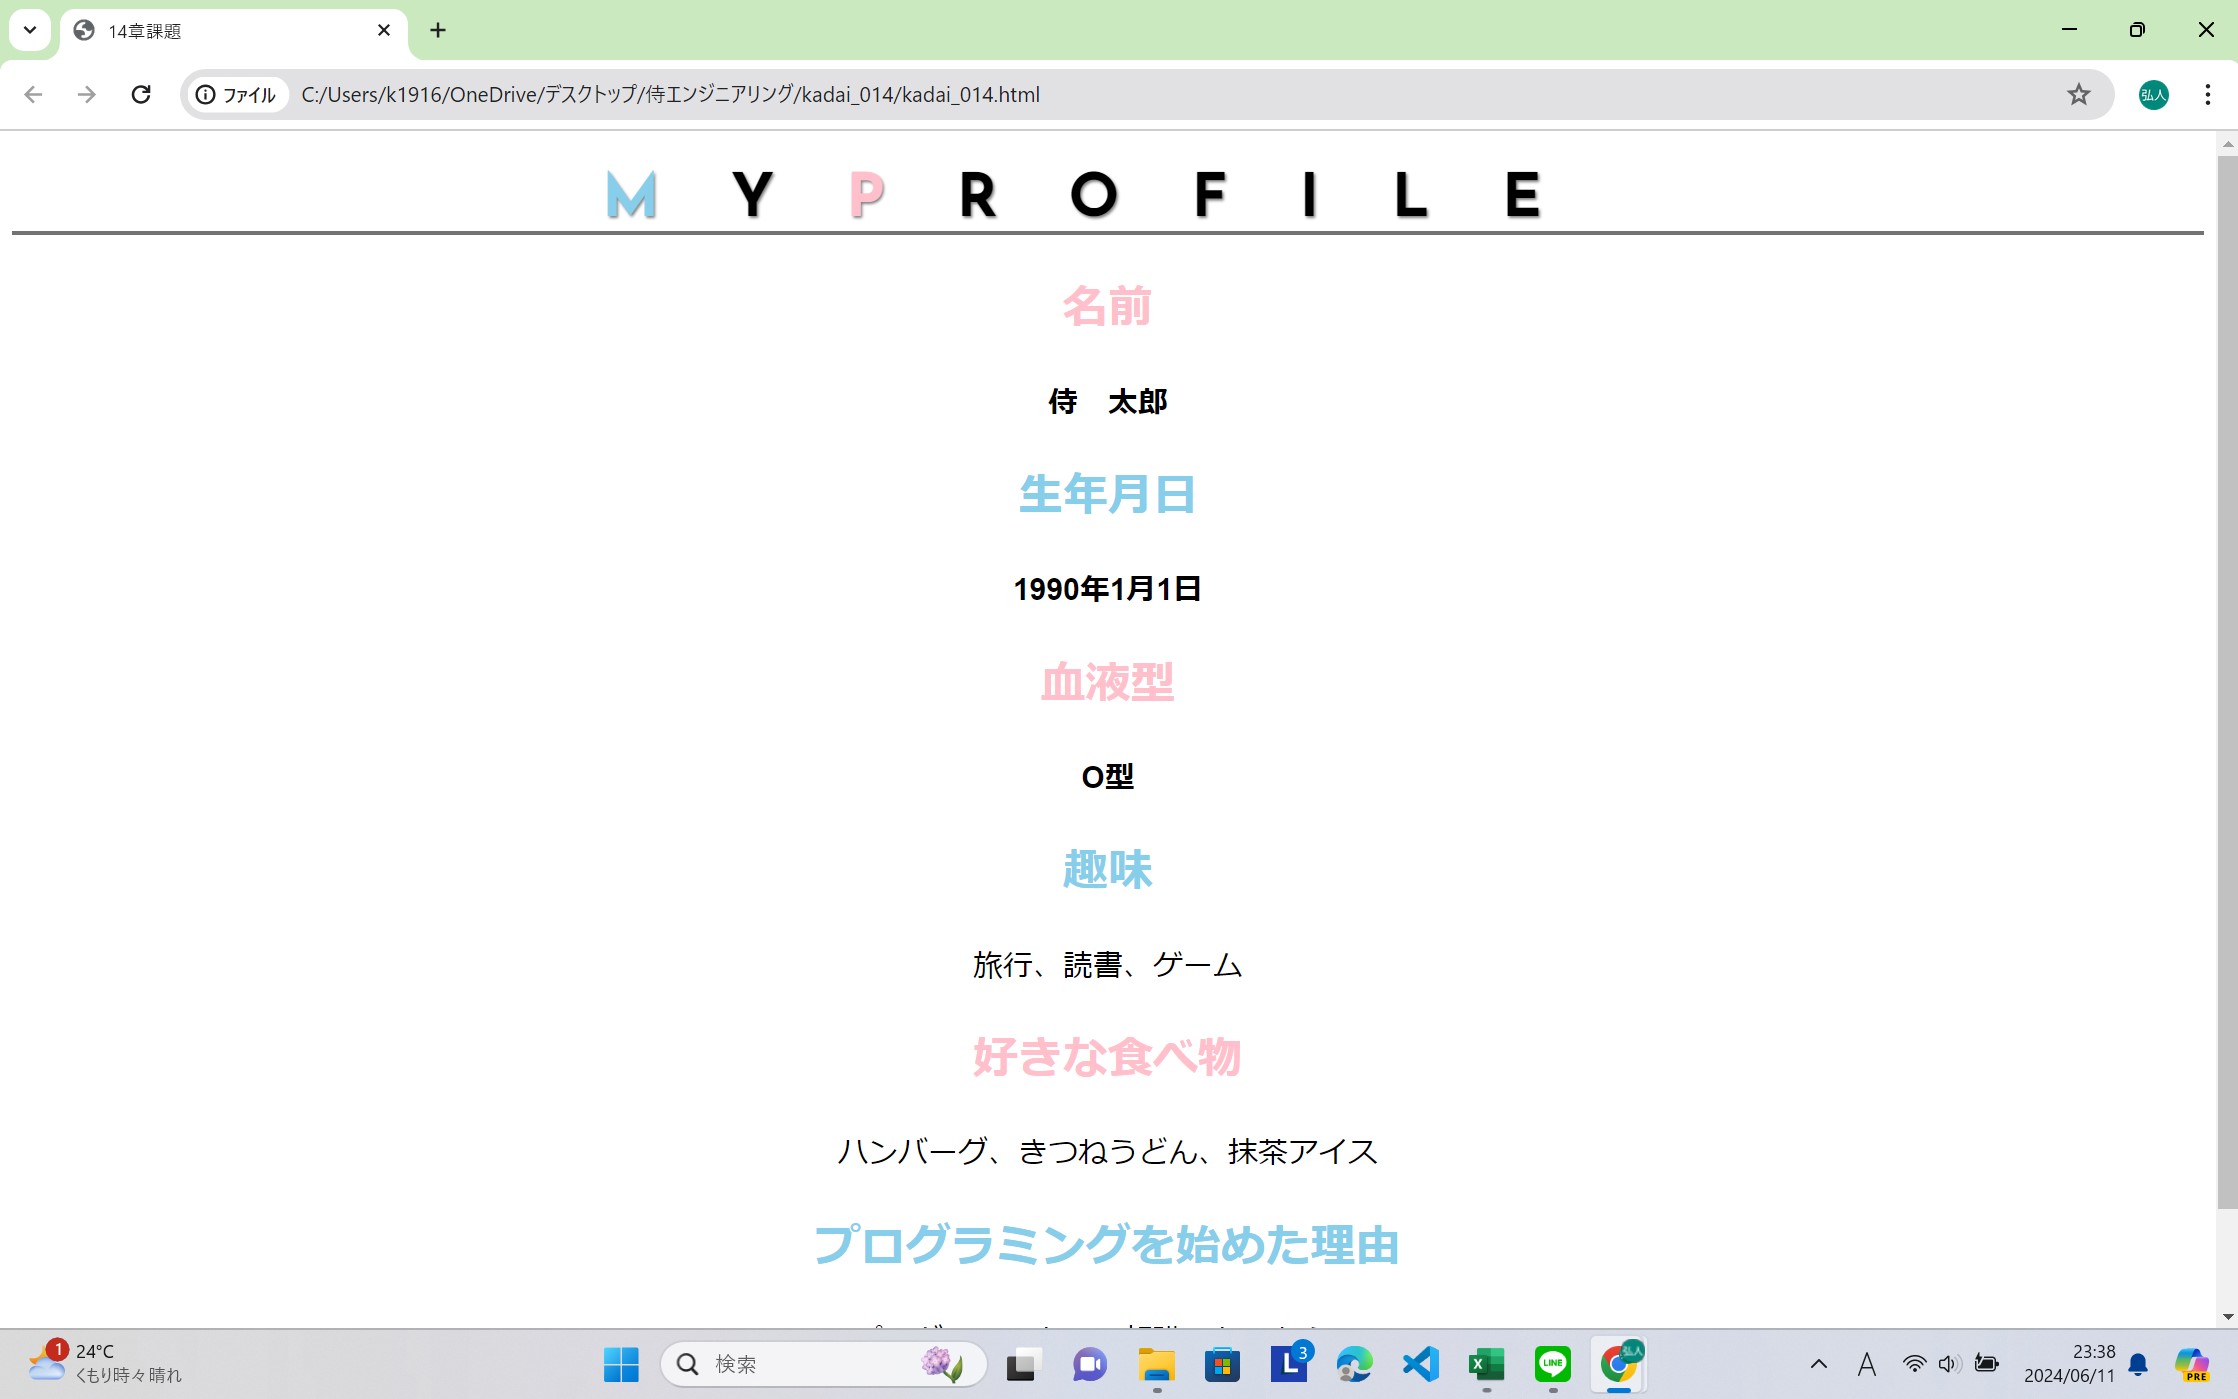 14章課題
ファイル
C:/Users/k1916/OneDrive/デスクトップ/侍エンジニアリング/kadai_014/kadai_014.html
弘人
M Y P R O F I L E
名前
侍　太郎
生年月日
1990年1月1日
血液型
O型
趣味
旅行、読書、ゲーム
好きな食べ物
ハンバーグ、きつねうどん、抹茶アイス
プログラミングを始めた理由
1
24°C
くもり時々晴れ
検索
L
3
X
LINE
弘人
A
23:38
2024/06/11
PRE